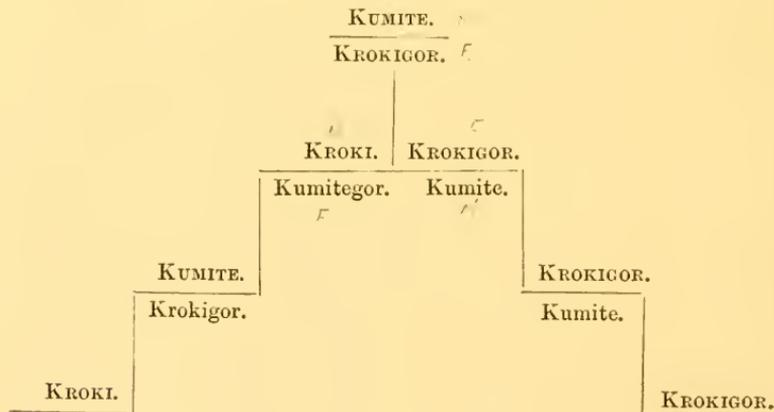 KUMITE.
KROKIGOR. F.
F
KROKI. KROKIGOR.
Kumitegor. Kumite.
F
KUMITE. KROKIGOR.
Krokigor. Kumite.
KROKI. KROKIGOR.